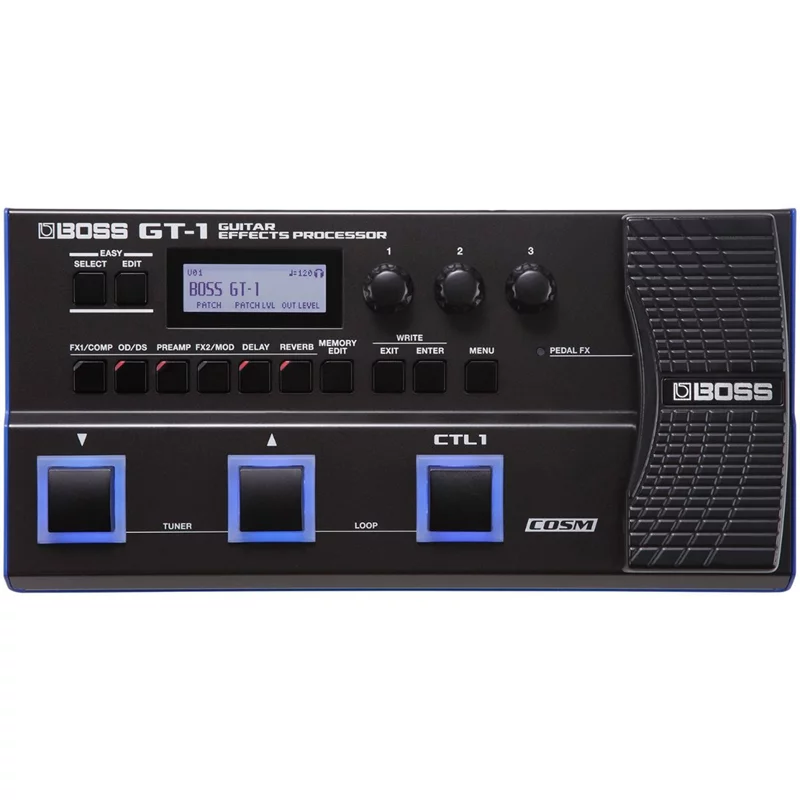 BOSS GT-1 GUITAR EFFECTS PROCESSOR
EASY
SELECT EDIT
U01 ♩=120
BOSS GT-1
PATCH PATCH LVL OUT LEVEL
1 2 3
FX1/COMP OD/DS PREAMP FX2/MOD DELAY REVERB MEMORY EDIT
WRITE
EXIT ENTER MENU
PEDAL FX
BOSS
CTL1
TUNER LOOP
COSM